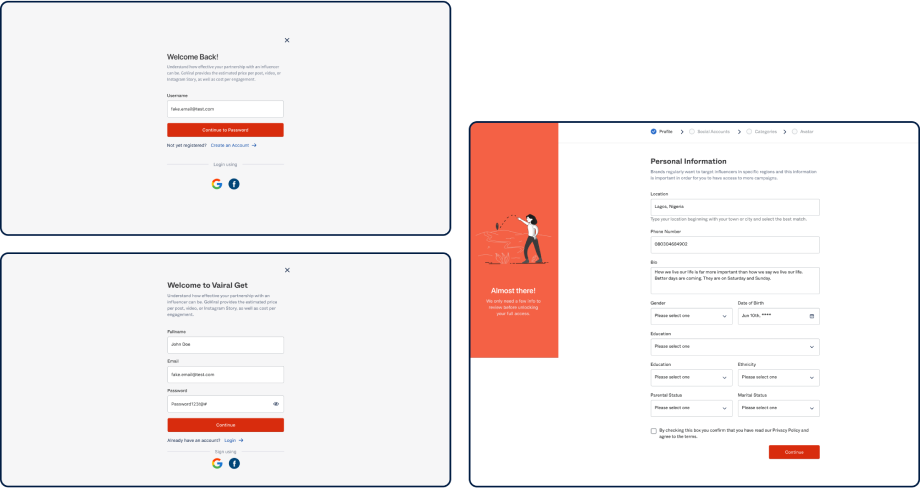 Welcome Back!
Understand how effective your partnership with an influencer
can be. GetViral provides the estimated price per post, video, or
Instagram Story, as well as cost per engagement.
Username
fake.email@test.com
Continue to Password
Not yet registered? Create an Account →
Login using
Welcome to Vairal Get
Understand how effective your partnership with an
influencer can be. GetViral provides the estimated price
per post, video, or Instagram Story, as well as cost per
engagement.
Fullname
John Doe
Email
fake.email@test.com
Password
Password123!@#
Continue
Already have an account? Login →
Sign using
Profile > Social Accounts > Categories > Avatar
Almost there!
We only need a few info to
review before unlocking
your full access.
Personal Information
Brands regularly want to target influencers in specific regions and this information
is important in order for you to have access to more campaigns.
Location
Lagos, Nigeria
Type your location beginning with your town or city and select the best match.
Phone Number
080304604902
Bio
How we live our life is far more important than how we say we live our life.
Better days are coming. They are on Saturday and Sunday.
Gender Date of Birth
Please select one Jun 10th, ****
Education
Please select one
Education Ethnicity
Please select one Please select one
Parental Status Marital Status
Please select one Please select one
By checking this box you confirm that you have read our Privacy Policy and
agree to the terms.
Continue